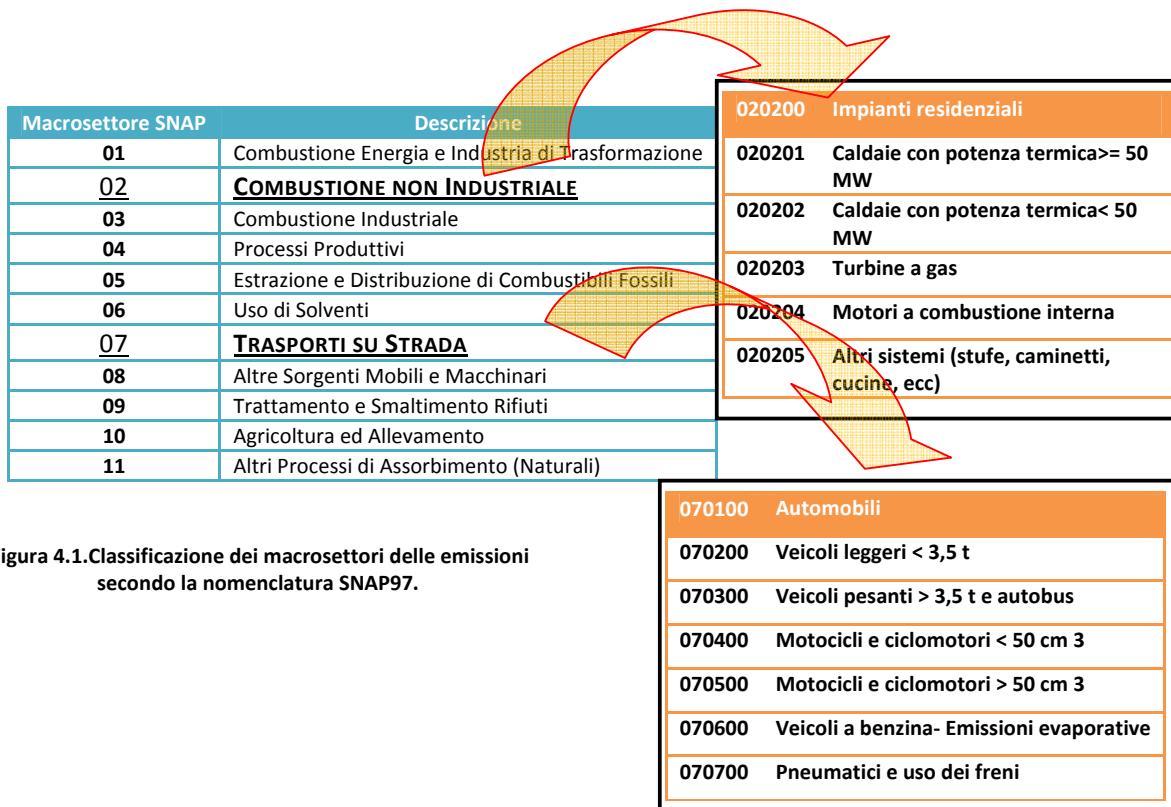 Macrosettore SNAP Descrizione
01 Combustione Energia e Industria di Trasformazione
02 COMBUSTIONE NON INDUSTRIALE
03 Combustione Industriale
04 Processi Produttivi
05 Estrazione e Distribuzione di Combustibili Fossili
06 Uso di Solventi
07 TRASPORTI SU STRADA
08 Altre Sorgenti Mobili e Macchinari
09 Trattamento e Smaltimento Rifiuti
10 Agricoltura ed Allevamento
11 Altri Processi di Assorbimento (Naturali)
020200 Impianti residenziali
020201 Caldaie con potenza termica>= 50
MW
020202 Caldaie con potenza termica< 50
MW
020203 Turbine a gas
020204 Motori a combustione interna
020205 Altri sistemi (stufe, caminetti,
cucine, ecc)
070100 Automobili
070200 Veicoli leggeri < 3,5 t
070300 Veicoli pesanti > 3,5 t e autobus
070400 Motocicli e ciclomotori < 50 cm 3
070500 Motocicli e ciclomotori > 50 cm 3
070600 Veicoli a benzina- Emissioni evaporative
070700 Pneumatici e uso dei freni
igura 4.1.Classificazione dei macrosettori delle emissioni
secondo la nomenclatura SNAP97.